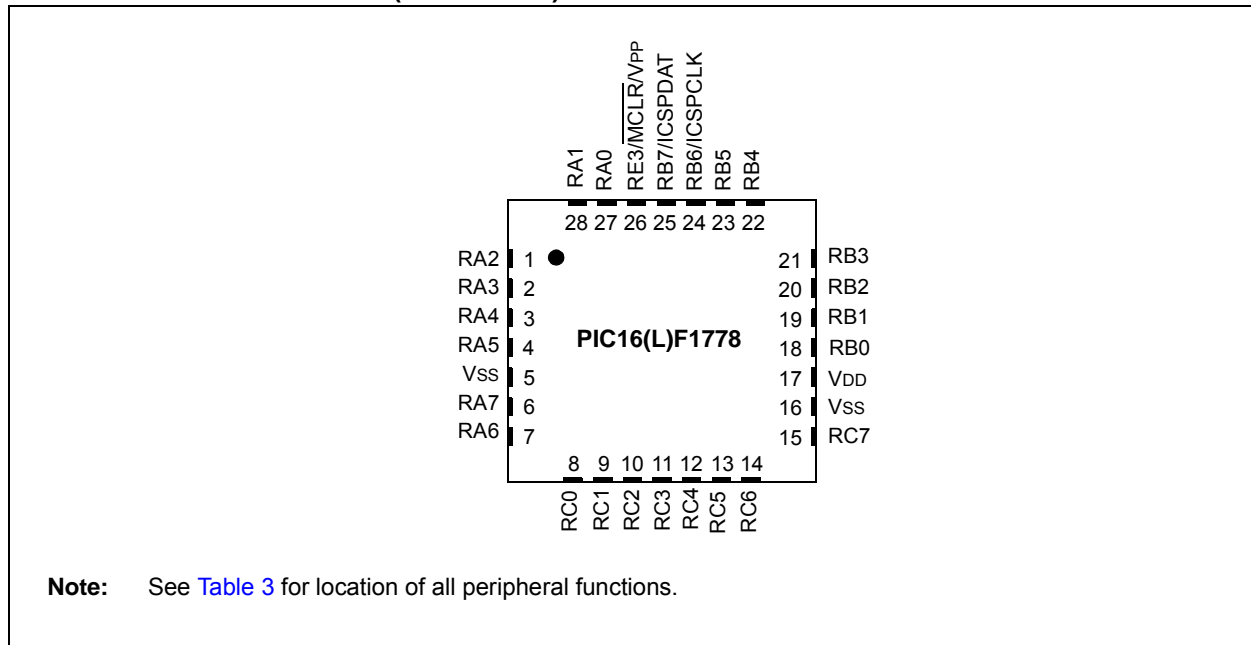 RA1
RA0
RE3/MCLR/VPP
RB7/ICSPDAT
RB6/ICSPCLK
RB5
RB4
28 27 26 25 24 23 22
RA2 1
RA3 2
RA4 3
RA5 4
VSS 5
RA7 6
RA6 7
PIC16(L)F1778
21 RB3
20 RB2
19 RB1
18 RB0
17 VDD
16 VSS
15 RC7
8 9 10 11 12 13 14
RC0
RC1
RC2
RC3
RC4
RC5
RC6
Note: See Table 3 for location of all peripheral functions.